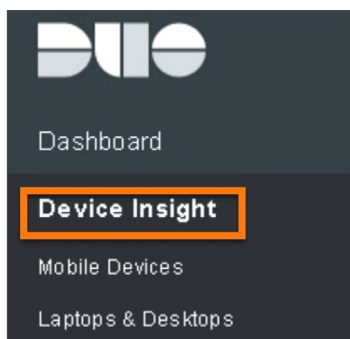 DUO
Dashboard
Device Insight
Mobile Devices
Laptops & Desktops